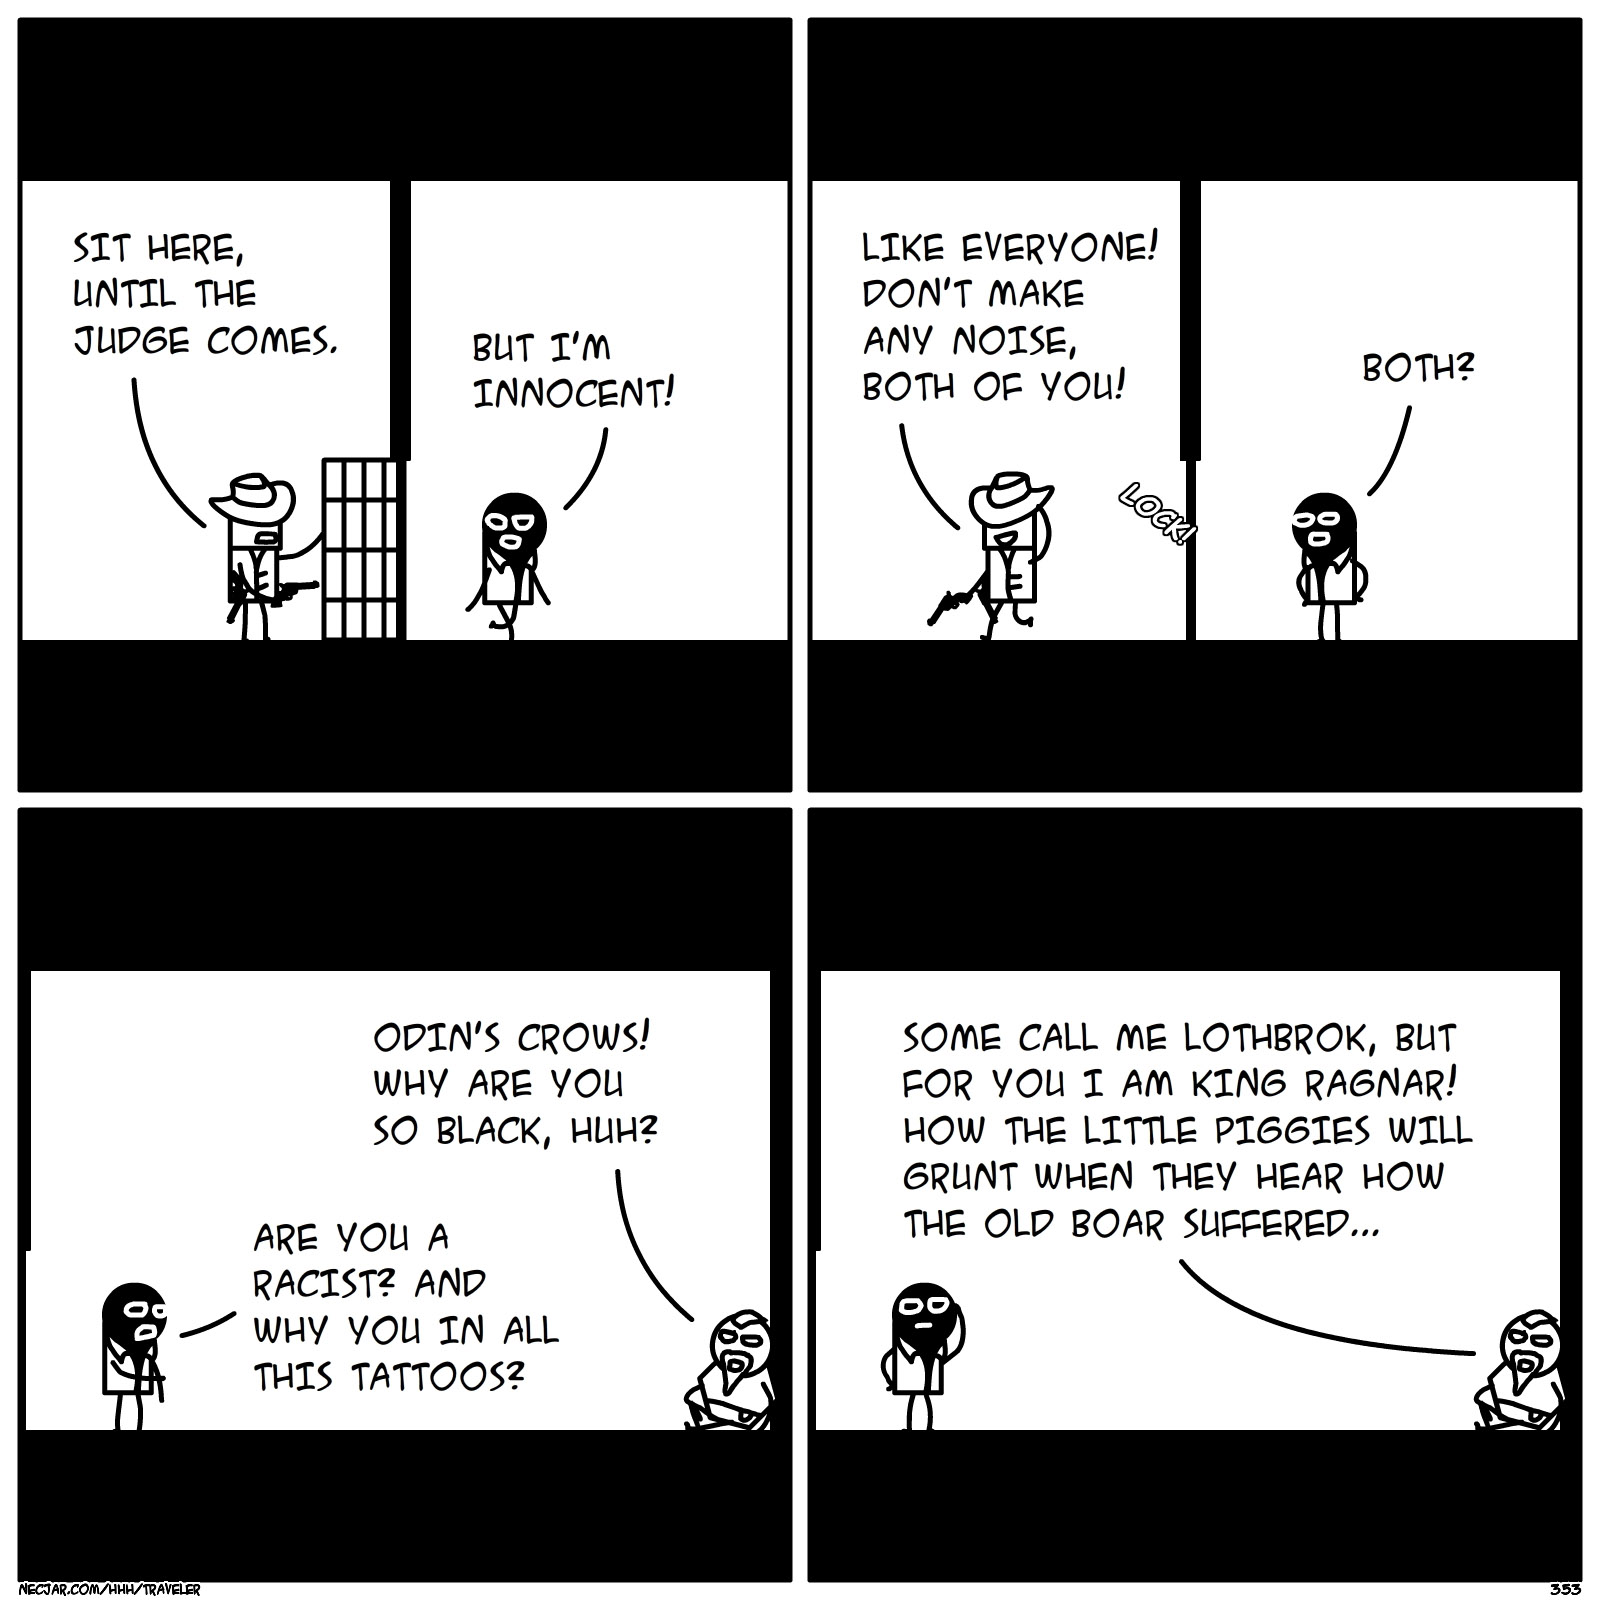 SIT HERE,
UNTIL THE
JUDGE COMES.
BUT I'M
INNOCENT!
LIKE EVERYONE!
DON'T MAKE
ANY NOISE,
BOTH OF YOU!
LOCK!
BOTH?
ODIN'S CROWS!
WHY ARE YOU
SO BLACK, HUH?
ARE YOU A
RACIST? AND
WHY YOU IN ALL
THIS TATTOOS?
SOME CALL ME LOTHBROK, BUT
FOR YOU I AM KING RAGNAR!
HOW THE LITTLE PIGGIES WILL
GRUNT WHEN THEY HEAR HOW
THE OLD BOAR SUFFERED...
NECJAR.COM/HHH/TRAVELER
353